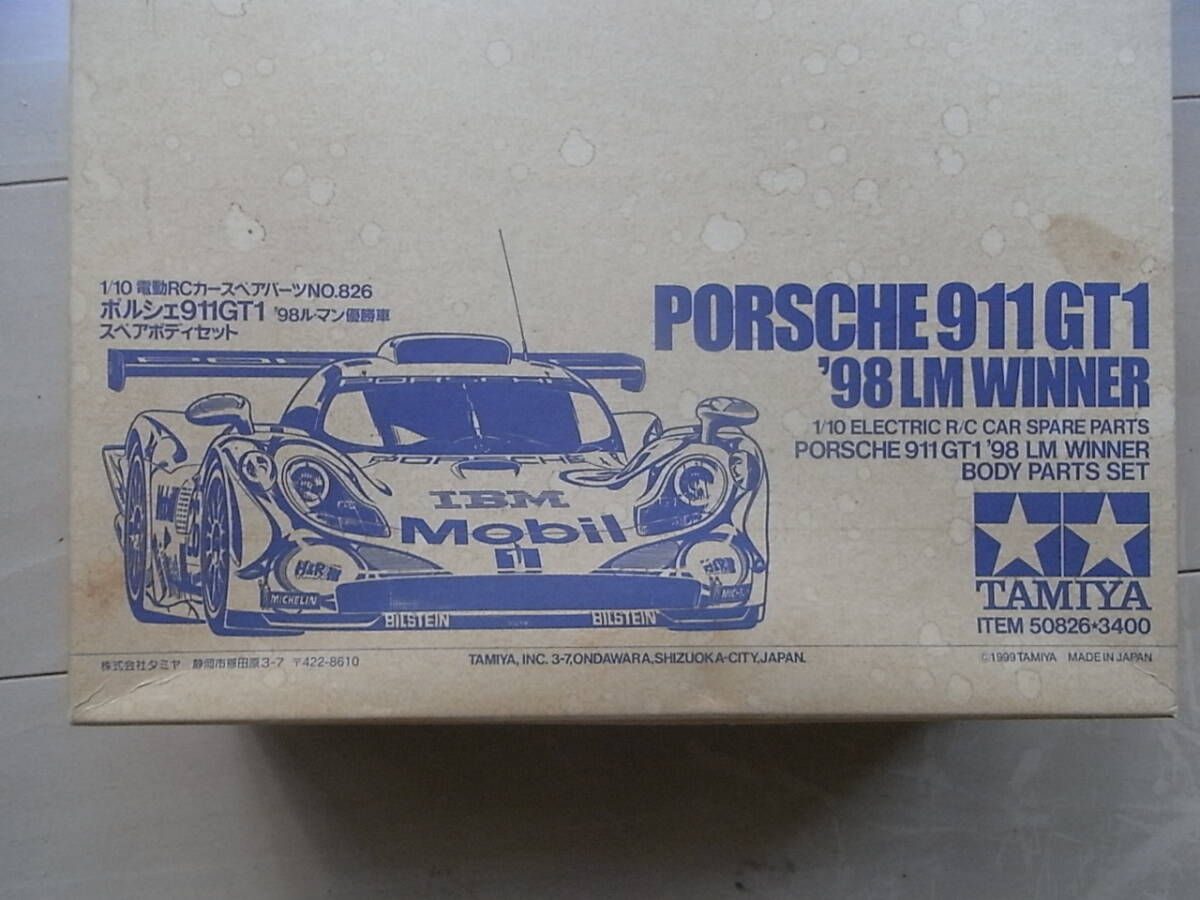 1/10 電動RCカースペアパーツNO.826
ポルシェ911GT1 '98ル・マン優勝車
スペアボディセット
PORSCHE 911 GT1
'98 LM WINNER
1/10 ELECTRIC R/C CAR SPARE PARTS
PORSCHE 911 GT1 '98 LM WINNER
BODY PARTS SET
PORSCHE
IBM
Mobil
1
H&R
MICHELIN
H&R
BILSTEIN
BILSTEIN
TAMIYA
ITEM 50826★3400
株式会社タミヤ 静岡市恩田原3-7 〒422-8610
TAMIYA, INC. 3-7, ONDAWARA, SHIZUOKA-CITY, JAPAN.
©1999 TAMIYA MADE IN JAPAN